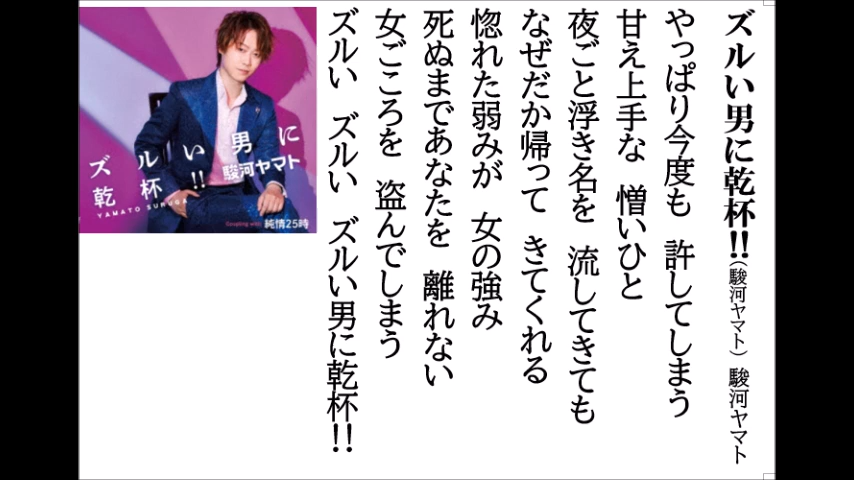 ズルい男に乾杯!!(駿河ヤマト) 駿河ヤマト
やっぱり今度も 許してしまう
甘え上手な 憎いひと
夜ごと浮き名を 流してきても
なぜだか帰って きてくれる
惚れた弱みが 女の強み
死ぬまであなたを 離れない
女ごころを 盗んでしまう
ズルい ズルい ズルい男に乾杯!!
ズルい男に
乾杯!!
駿河ヤマト
YAMATO SURUGA
Coupling with 純情25時